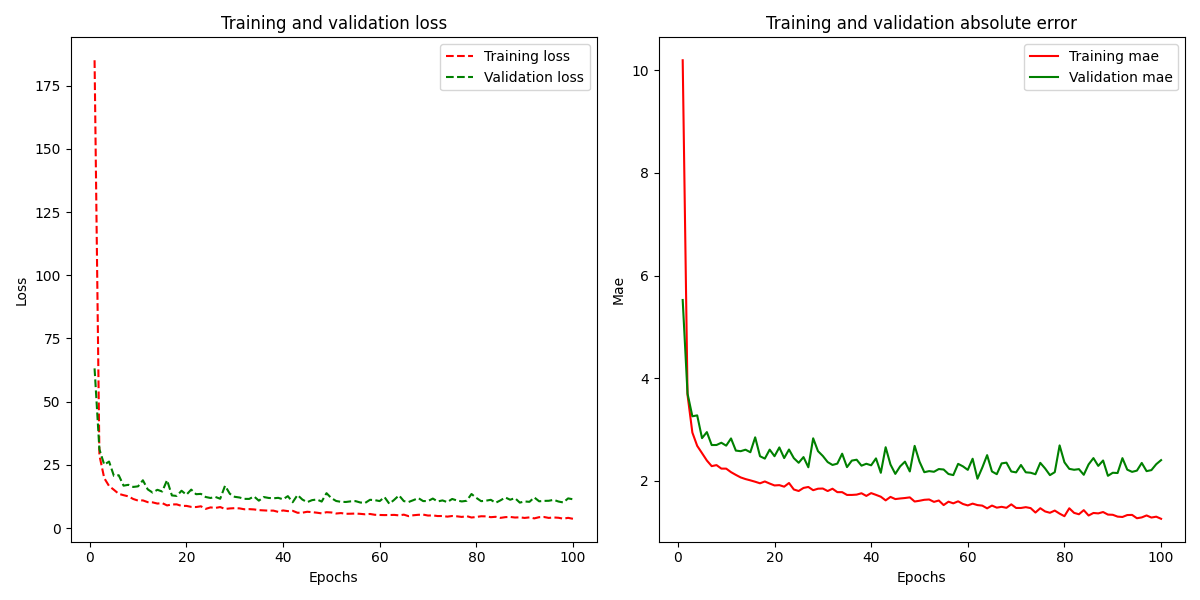 Training and validation loss
Training loss
Validation loss
175
150
125
100
75
50
25
0
Loss
0 20 40 60 80 100
Epochs
Training and validation absolute error
Training mae
Validation mae
10
8
6
4
2
Mae
0 20 40 60 80 100
Epochs